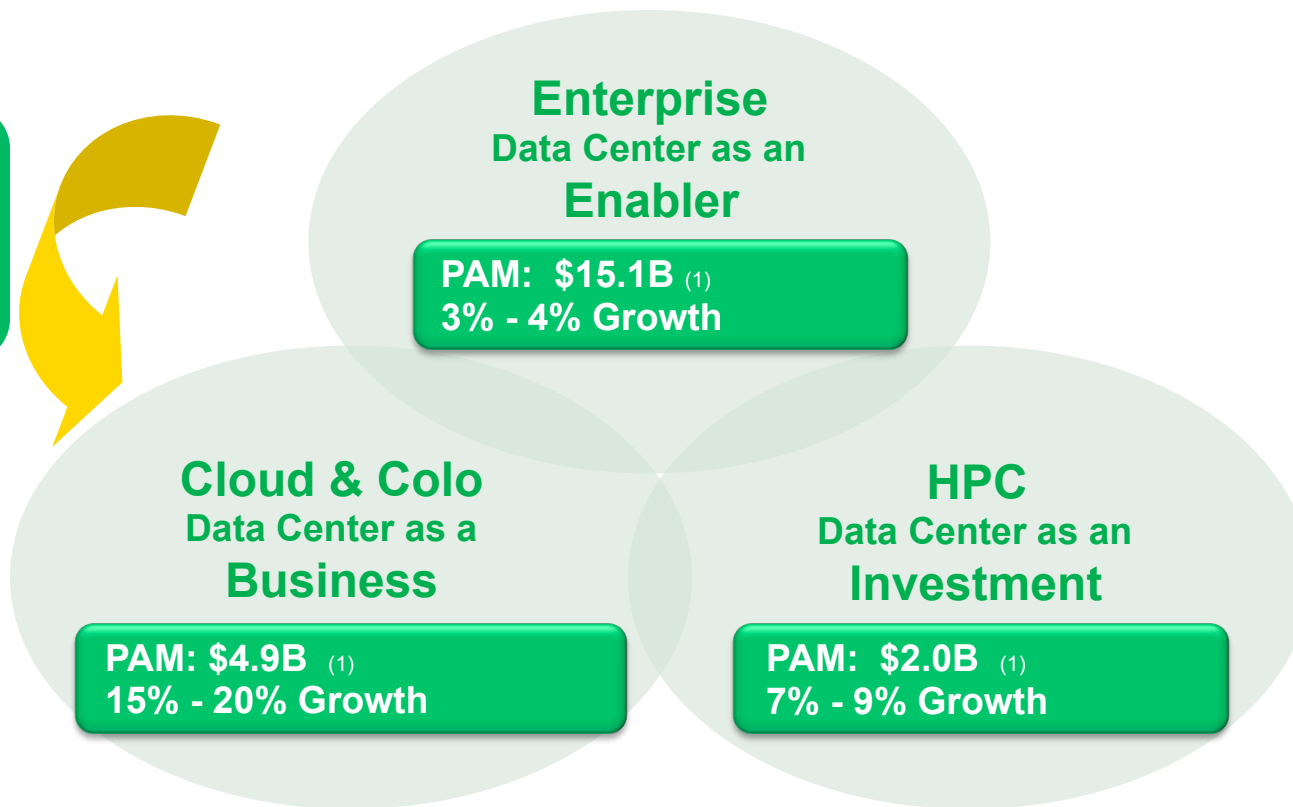 Enterprise
Data Center as an
Enabler
PAM: $15.1B (1)
3% - 4% Growth
Cloud & Colo
Data Center as a
Business
PAM: $4.9B (1)
15% - 20% Growth
HPC
Data Center as an
Investment
PAM: $2.0B (1)
7% - 9% Growth